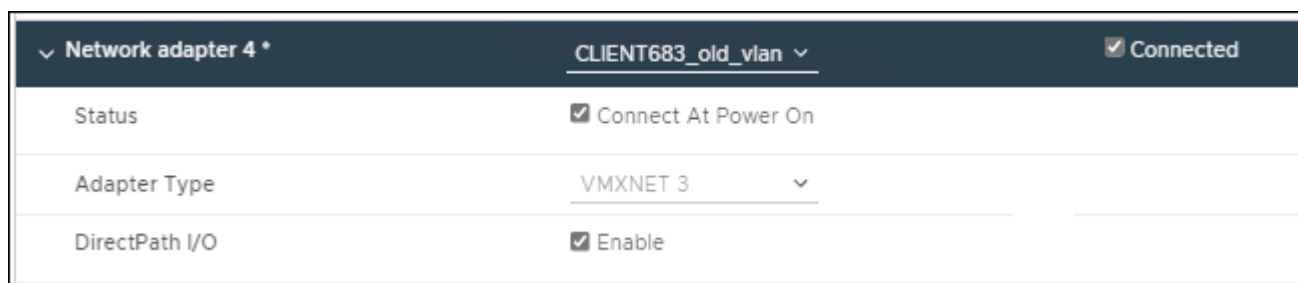 Network adapter 4 * CLIENT683_old_vlan Connected
Status Connect At Power On
Adapter Type VMXNET 3
DirectPath I/O Enable